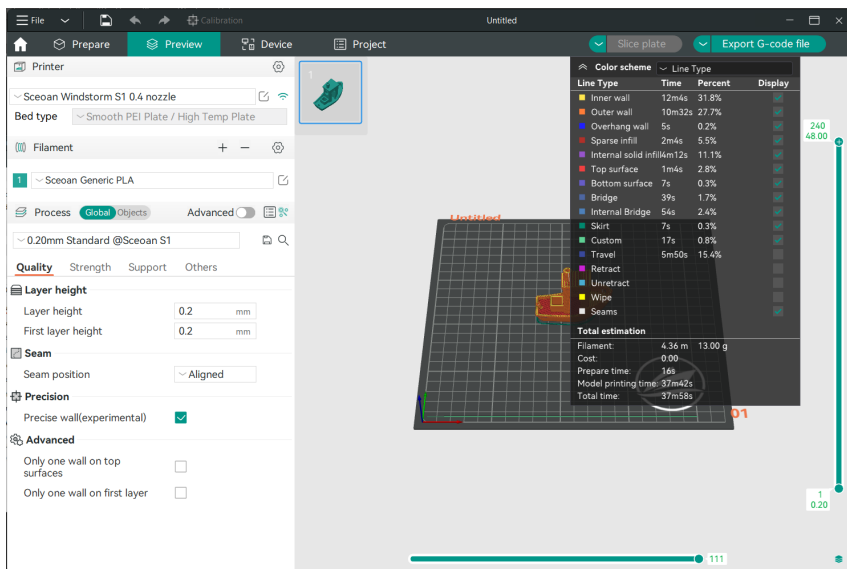 File Calibration Untitled
Prepare Preview Device Project Slice plate Export G-code file
Printer
Sceoan Windstorm S1 0.4 nozzle
Bed type Smooth PEI Plate / High Temp Plate
Filament
1 Sceoan Generic PLA
Process Global Objects Advanced
0.20mm Standard @Sceoan S1
Quality Strength Support Others
Layer height
Layer height 0.2 mm
First layer height 0.2 mm
Seam
Seam position Aligned
Precision
Precise wall(experimental)
Advanced
Only one wall on top
surfaces
Only one wall on first layer
1
Untitled
01
Color scheme Line Type
Line Type Time Percent Display
Inner wall 12m4s 31.8%
Outer wall 10m32s 27.7%
Overhang wall 5s 0.2%
Sparse infill 2m4s 5.5%
Internal solid infill 4m12s 11.1%
Top surface 1m4s 2.8%
Bottom surface 7s 0.3%
Bridge 39s 1.7%
Internal Bridge 54s 2.4%
Skirt 7s 0.3%
Custom 17s 0.8%
Travel 5m50s 15.4%
Retract
Unretract
Wipe
Seams
Total estimation
Filament: 4.36 m 13.00 g
Cost: 0.00
Prepare time: 16s
Model printing time: 37m42s
Total time: 37m58s
240
48.00
1
0.20
111